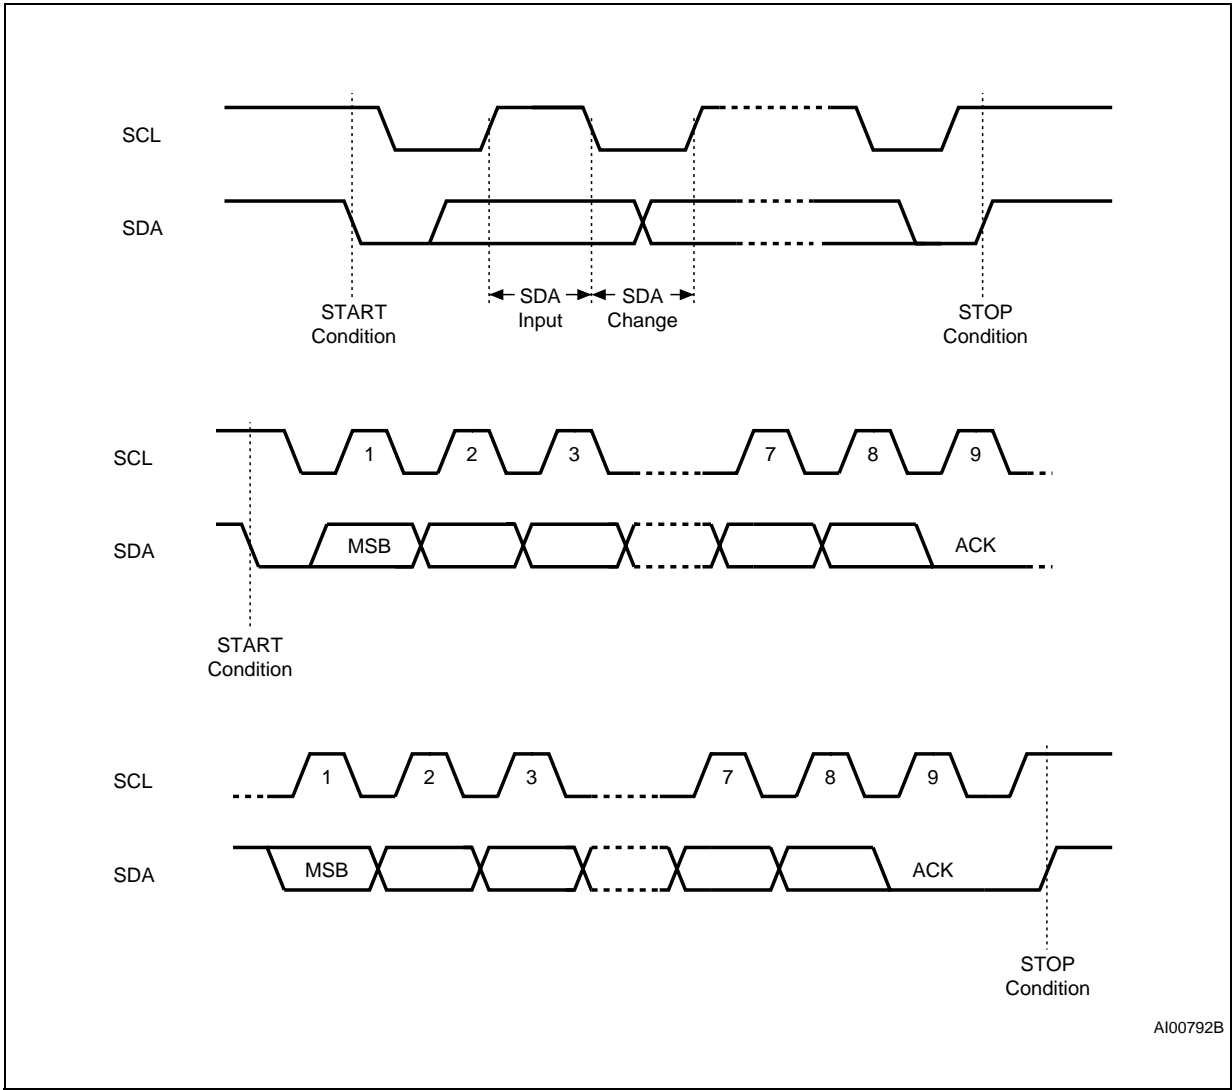 SCL
SDA
SDA
Input
SDA
Change
START
Condition
STOP
Condition
SCL
1 2 3 7 8 9
SDA
MSB
ACK
START
Condition
SCL
1 2 3 7 8 9
SDA
MSB
ACK
STOP
Condition
AI00792B